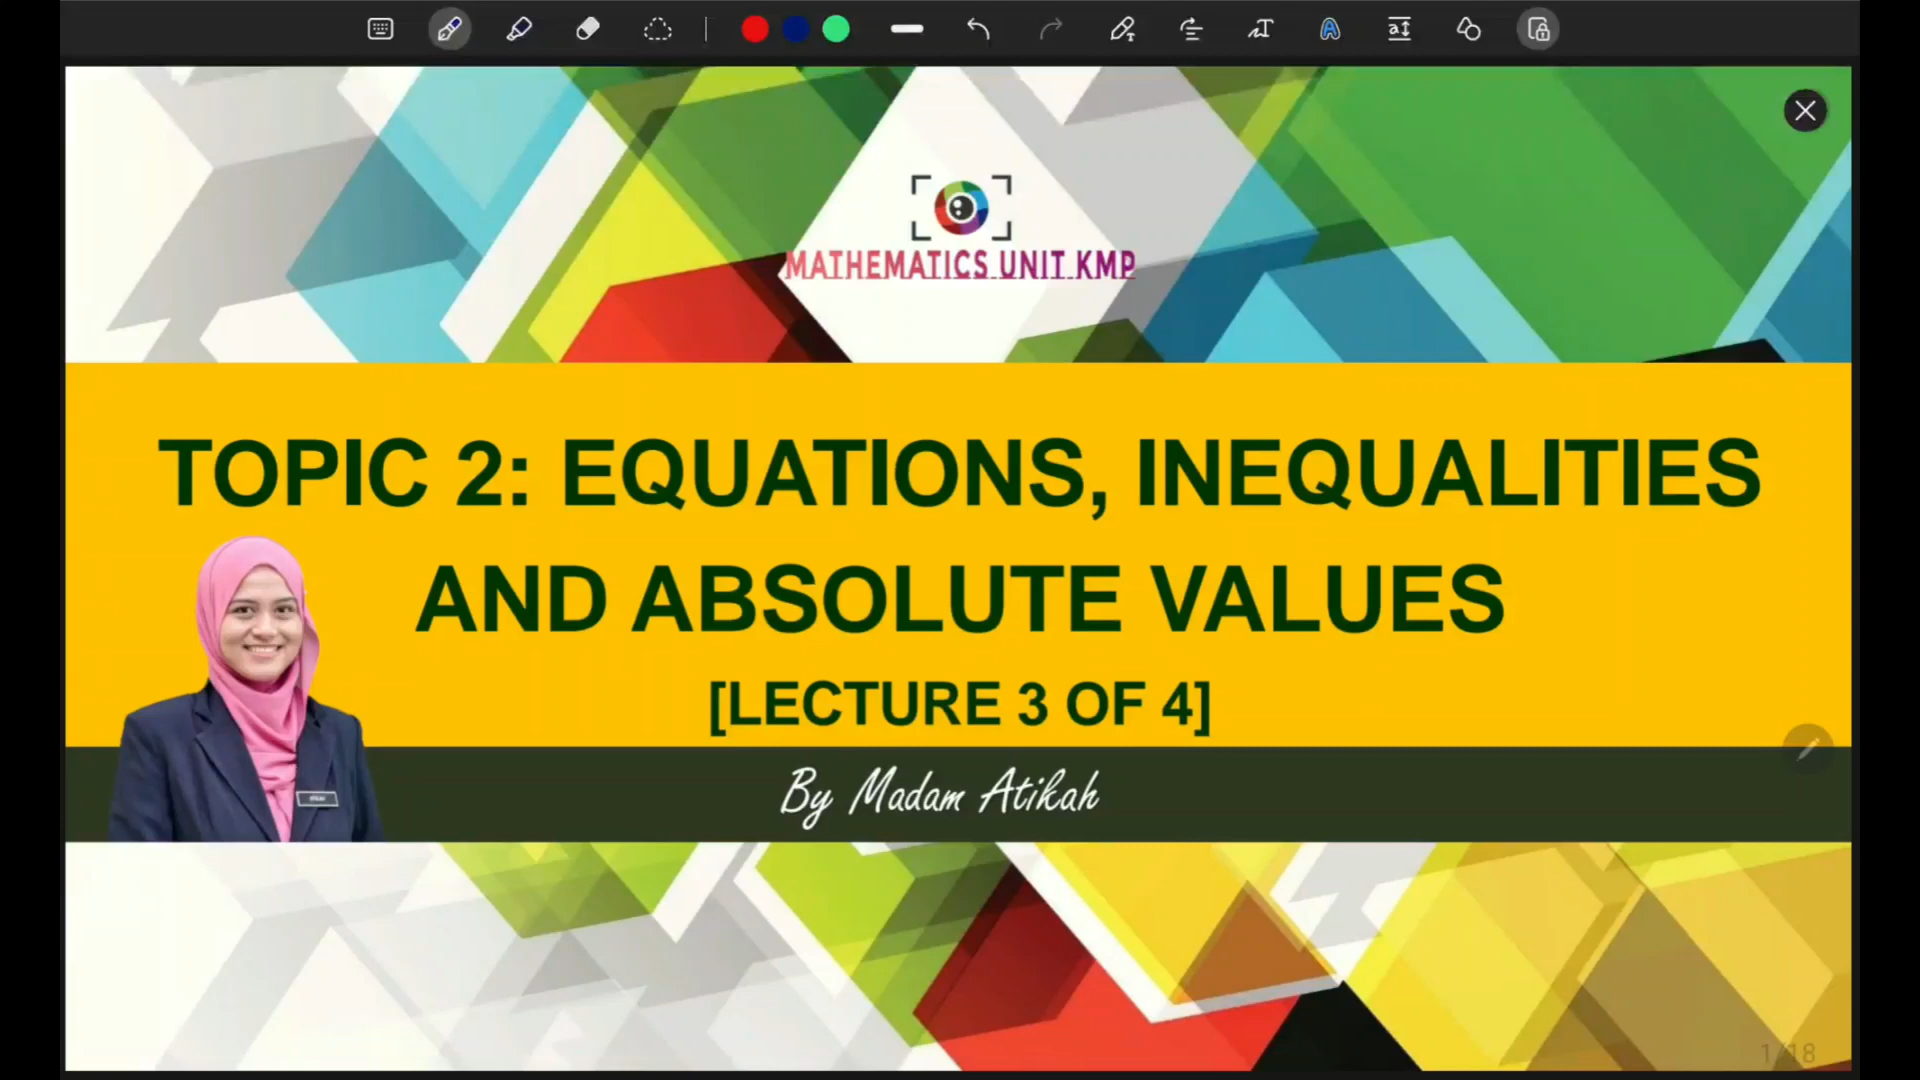 MATHEMATICS UNIT KMP
TOPIC 2: EQUATIONS, INEQUALITIES
AND ABSOLUTE VALUES
[LECTURE 3 OF 4]
By Madam Atikah
1/18